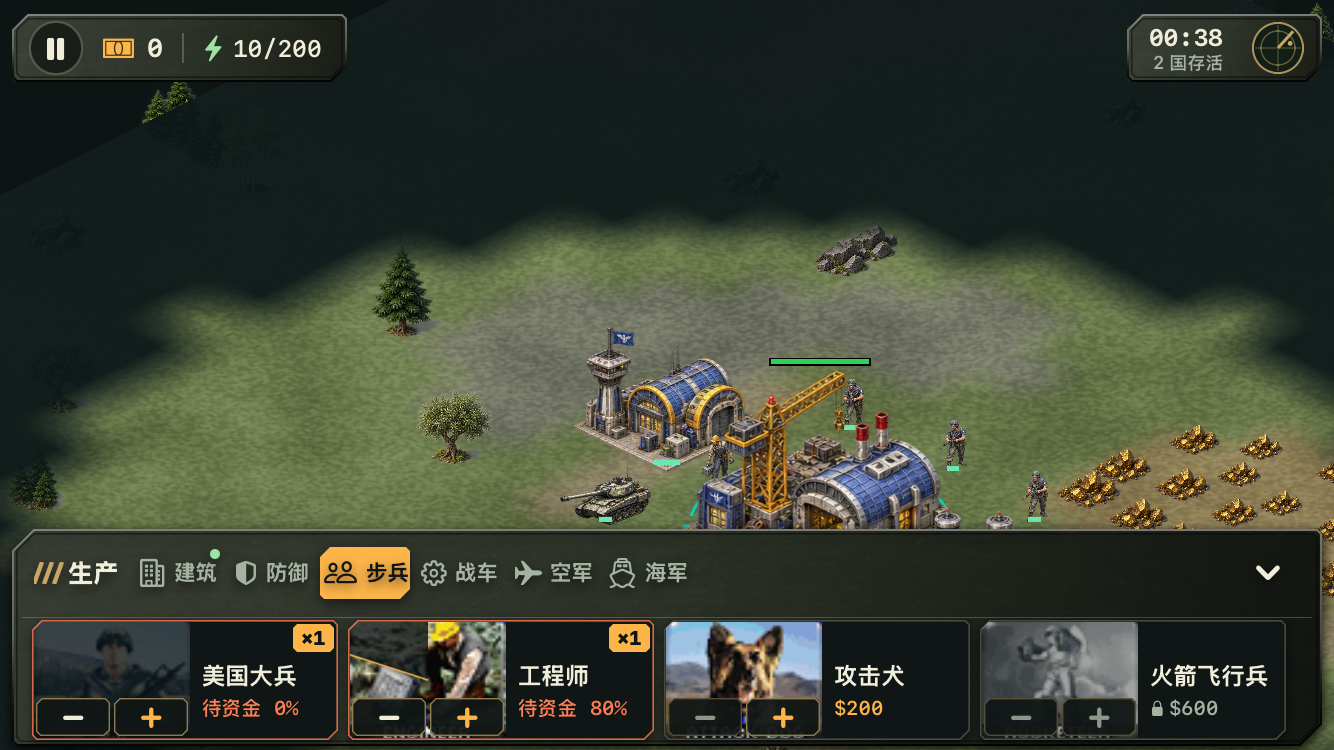 0
10/200
00:38
2 国存活
生产
建筑
防御
步兵
战车
空军
海军
×1
美国大兵
待资金 0%
×1
工程师
待资金 80%
攻击犬
$200
火箭飞行兵
$600